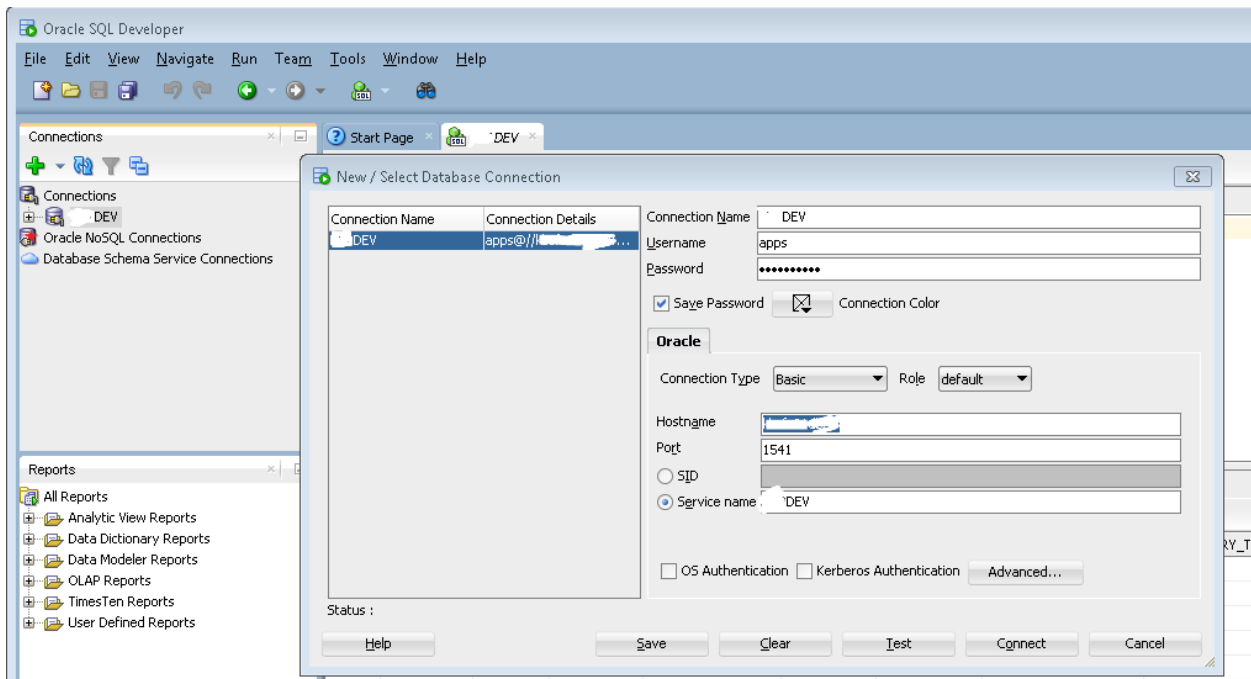 Oracle SQL Developer
File Edit View Navigate Run Team Tools Window Help
Connections
Start Page
DEV
Connections
DEV
Oracle NoSQL Connections
Database Schema Service Connections
Reports
All Reports
Analytic View Reports
Data Dictionary Reports
Data Modeler Reports
OLAP Reports
TimesTen Reports
User Defined Reports
New / Select Database Connection
Connection Name Connection Details
DEV apps@//
Connection Name DEV
Username apps
Password ••••••••••
Save Password Connection Color
Oracle
Connection Type Basic Role default
Hostname
Port 1541
SID
Service name DEV
OS Authentication Kerberos Authentication Advanced...
Status :
Help Save Clear Test Connect Cancel
RY_T